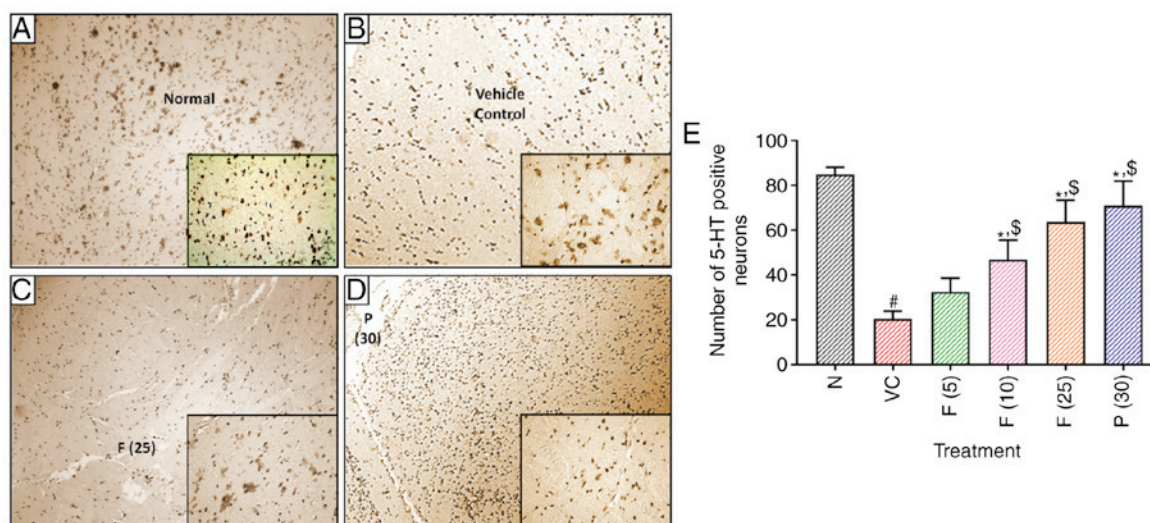 A
Normal
B
Vehicle
Control
C
F (25)
D
P
(30)
E
Number of 5-HT positive
neurons
100
80
60
40
20
0
#
*,$
*,$
*,$
N
VC
F (5)
F (10)
F (25)
P (30)
Treatment